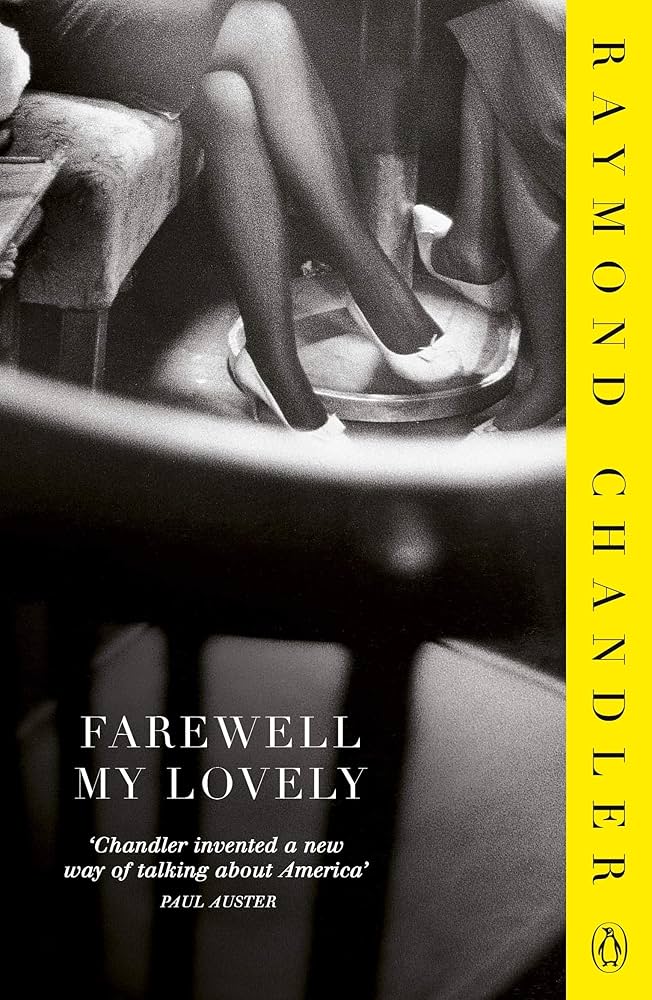 RAYMOND CHANDLER
FAREWELL
MY LOVELY
‘Chandler invented a new
way of talking about America’
PAUL AUSTER